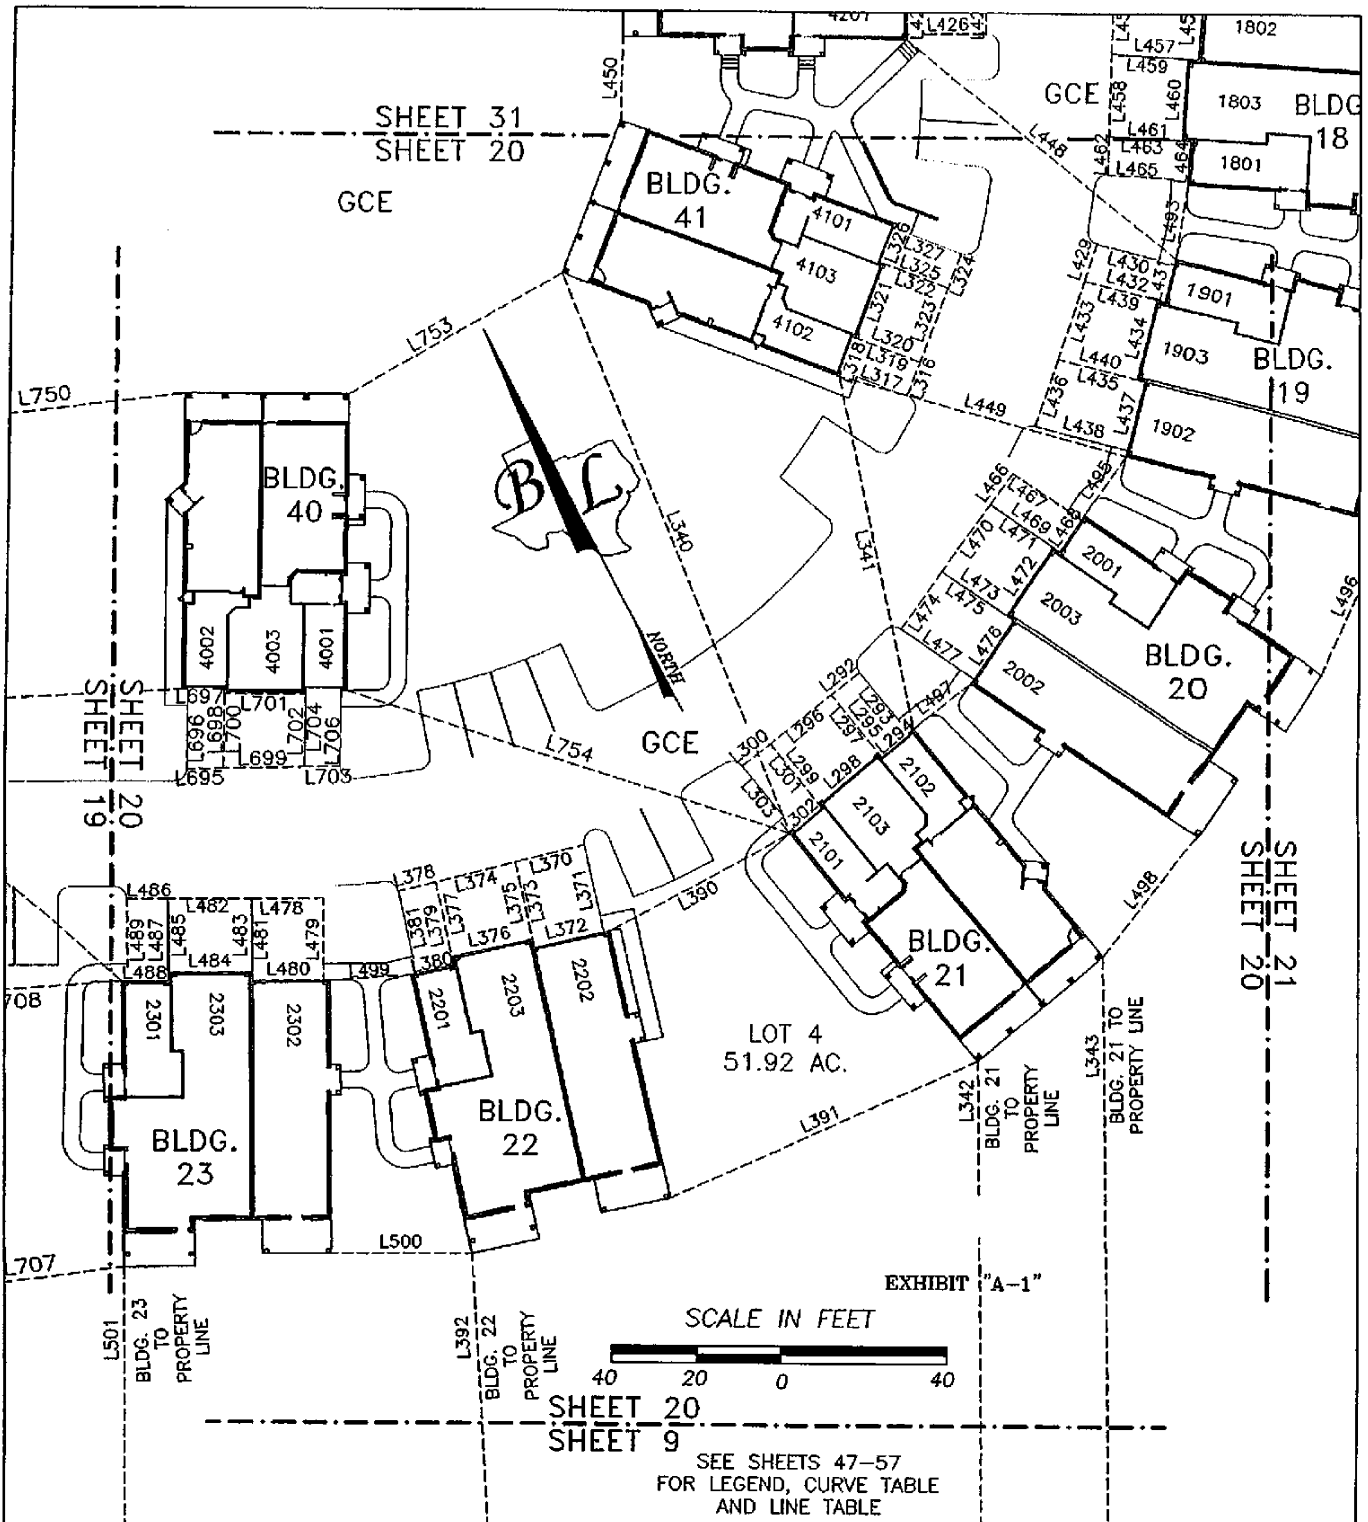 4201
L426
L450
SHEET 31
SHEET 20
GCE
BLDG.
41
4101
4103
4102
L326
L327
L325
L324
L322
L321
L323
L320
L319
L318
L317
L316
GCE
L448
L457
L459
L458
L460
L461
L462
L463
L464
L465
L493
1802
1803
1801
BLDG
18
L429
L430
L432
L439
L433
L434
L440
L435
L436
L437
L438
L449
1901
1903
1902
BLDG.
19
L753
L750
BLDG.
40
4002
4003
4001
B L
NORTH
L340
L341
L466
L467
L495
L469
L468
L470
L471
L472
L473
L475
L474
L476
L477
L497
2001
2003
2002
BLDG.
20
L496
L697
L701
L696
L698
L700
L702
L704
L706
L699
L695
L703
SHEET 20
SHEET 19
L754
GCE
L292
L293
L295
L294
L296
L297
L298
L300
L299
L301
L303
L302
2102
2103
2101
BLDG.
21
L498
SHEET 21
SHEET 20
L486
L482
L478
L489
L487
L485
L483
L481
L479
L488
L484
L480
L499
708
2301
2303
2302
BLDG.
23
L378
L374
L370
L381
L379
L377
L375
L373
L371
L380
L376
L372
L390
2201
2203
2202
BLDG.
22
LOT 4
51.92 AC.
L391
L342
BLDG. 21
TO
PROPERTY
LINE
L343
BLDG. 21 TO
PROPERTY LINE
L707
L500
L501
BLDG. 23
TO
PROPERTY
LINE
L392
BLDG. 22
TO
PROPERTY
LINE
EXHIBIT "A-1"
SCALE IN FEET
40 20 0 40
SHEET 20
SHEET 9
SEE SHEETS 47-57
FOR LEGEND, CURVE TABLE
AND LINE TABLE